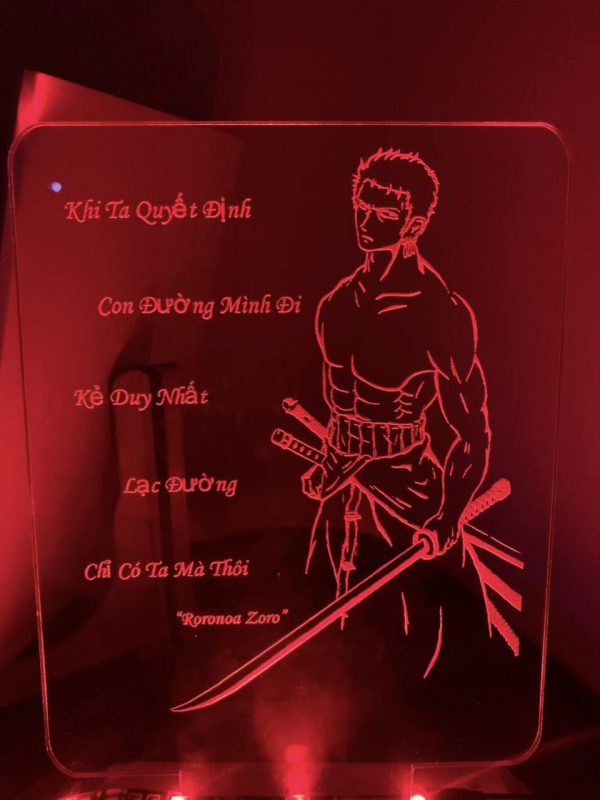 Khi Ta Quyết Định
Con Đường Mình Đi
Kẻ Duy Nhất
Lạc Đường
Chỉ Có Ta Mà Thôi
“Roronoa Zoro”